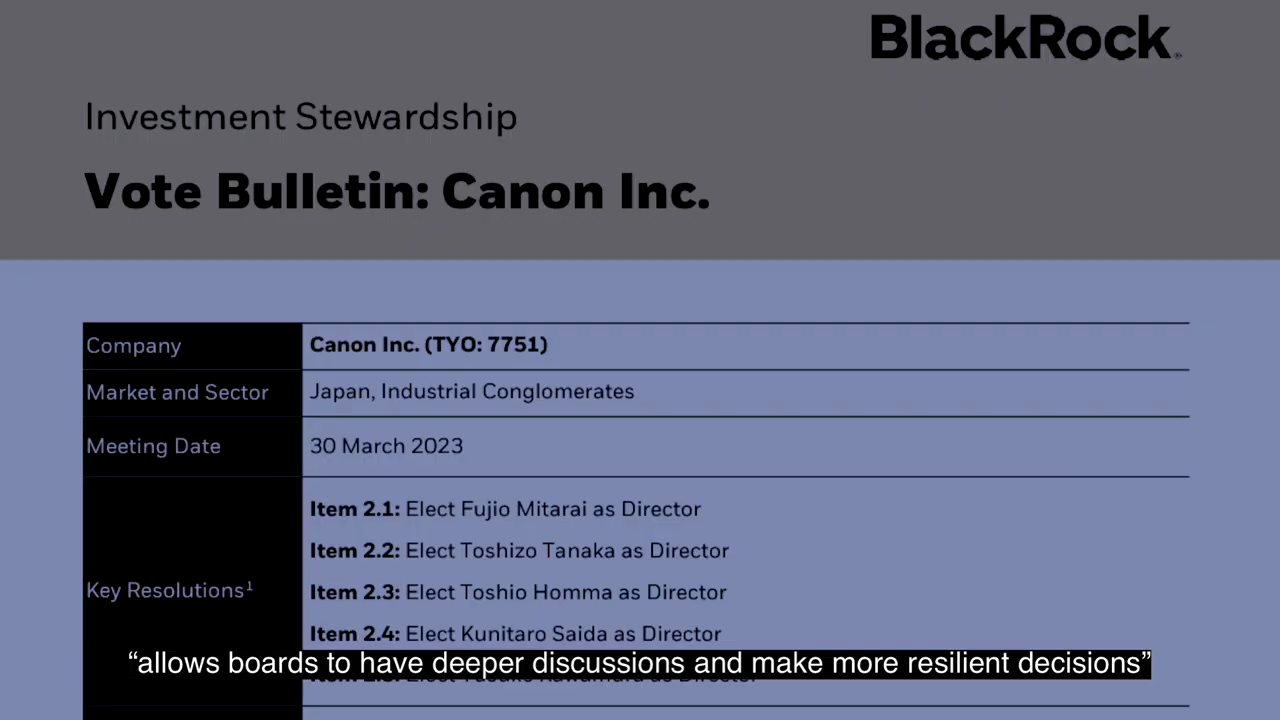 BlackRock®
Investment Stewardship
Vote Bulletin: Canon Inc.
Company Canon Inc. (TYO: 7751)
Market and Sector Japan, Industrial Conglomerates
Meeting Date 30 March 2023
Item 2.1: Elect Fujio Mitarai as Director
Item 2.2: Elect Toshizo Tanaka as Director
Key Resolutions¹ Item 2.3: Elect Toshio Homma as Director
Item 2.4: Elect Kunitaro Saida as Director
“allows boards to have deeper discussions and make more resilient decisions”